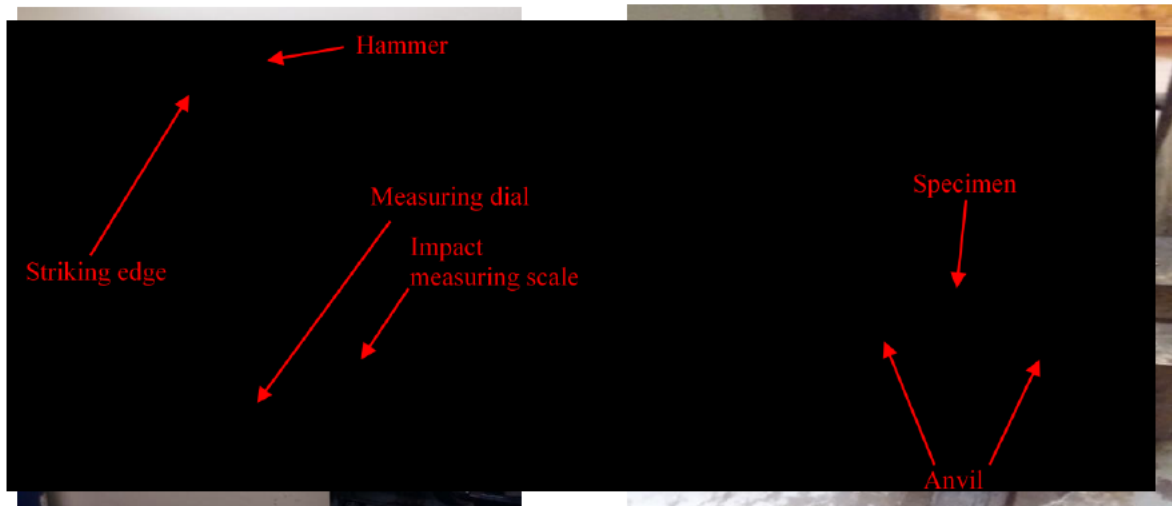 Hammer
Measuring dial
Impact
measuring scale
Striking edge
Specimen
Anvil